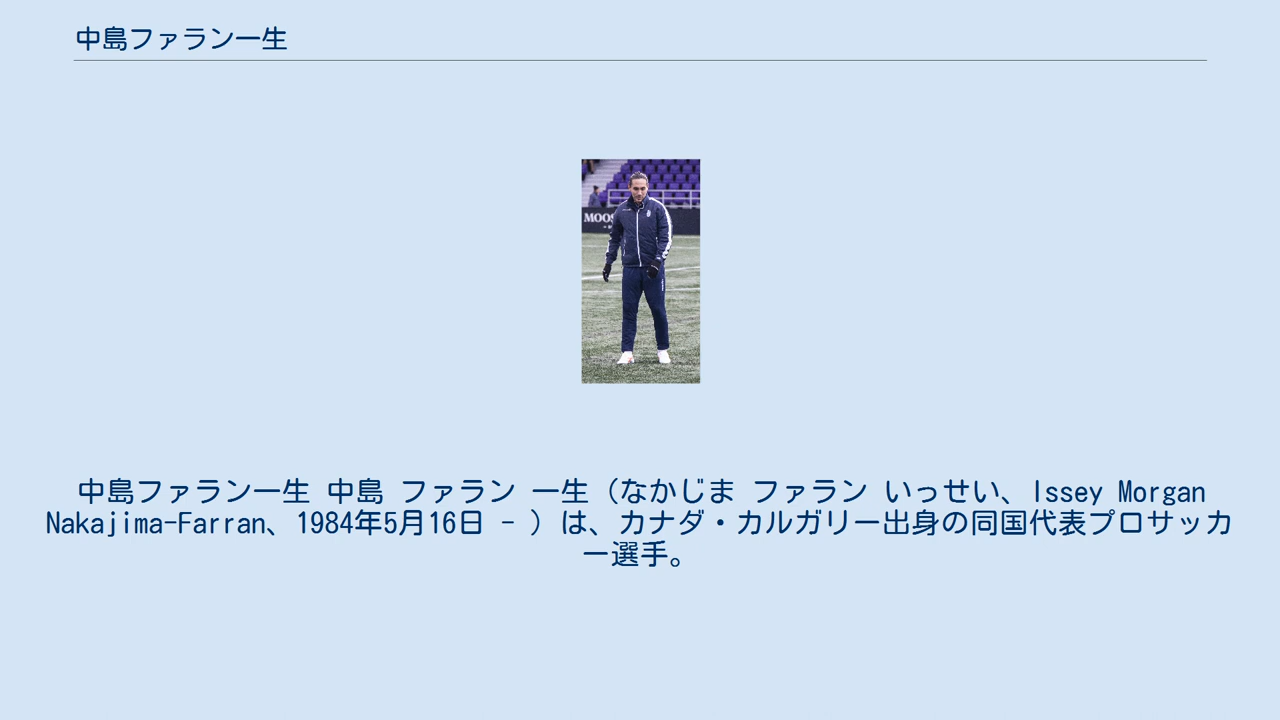 中島ファラン一生
MOOS
中島ファラン一生 中島 ファラン 一生（なかじま ファラン いっせい、Issey Morgan
Nakajima-Farran、1984年5月16日 - ）は、カナダ・カルガリー出身の同国代表プロサッカ
ー選手。